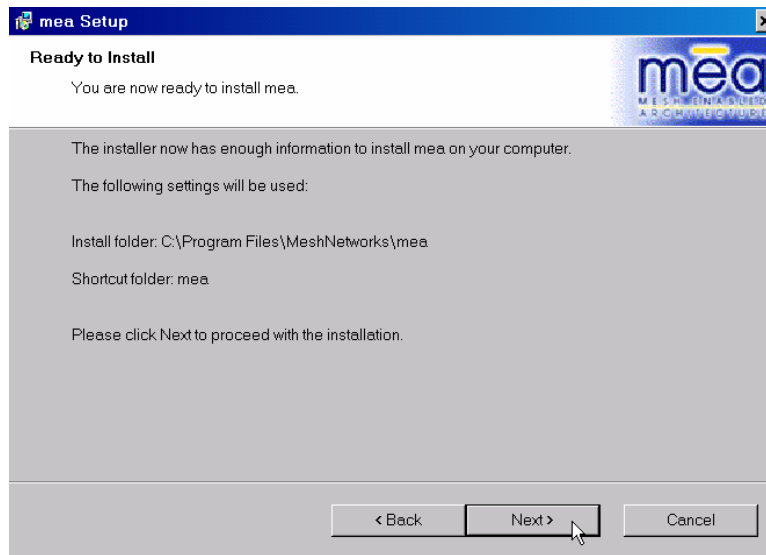 mea Setup
Ready to Install
You are now ready to install mea.
mēa
MESH ENABLED
ARCHITECTURE
The installer now has enough information to install mea on your computer.
The following settings will be used:
Install folder: C:\Program Files\MeshNetworks\mea
Shortcut folder: mea
Please click Next to proceed with the installation.
< Back
Next >
Cancel